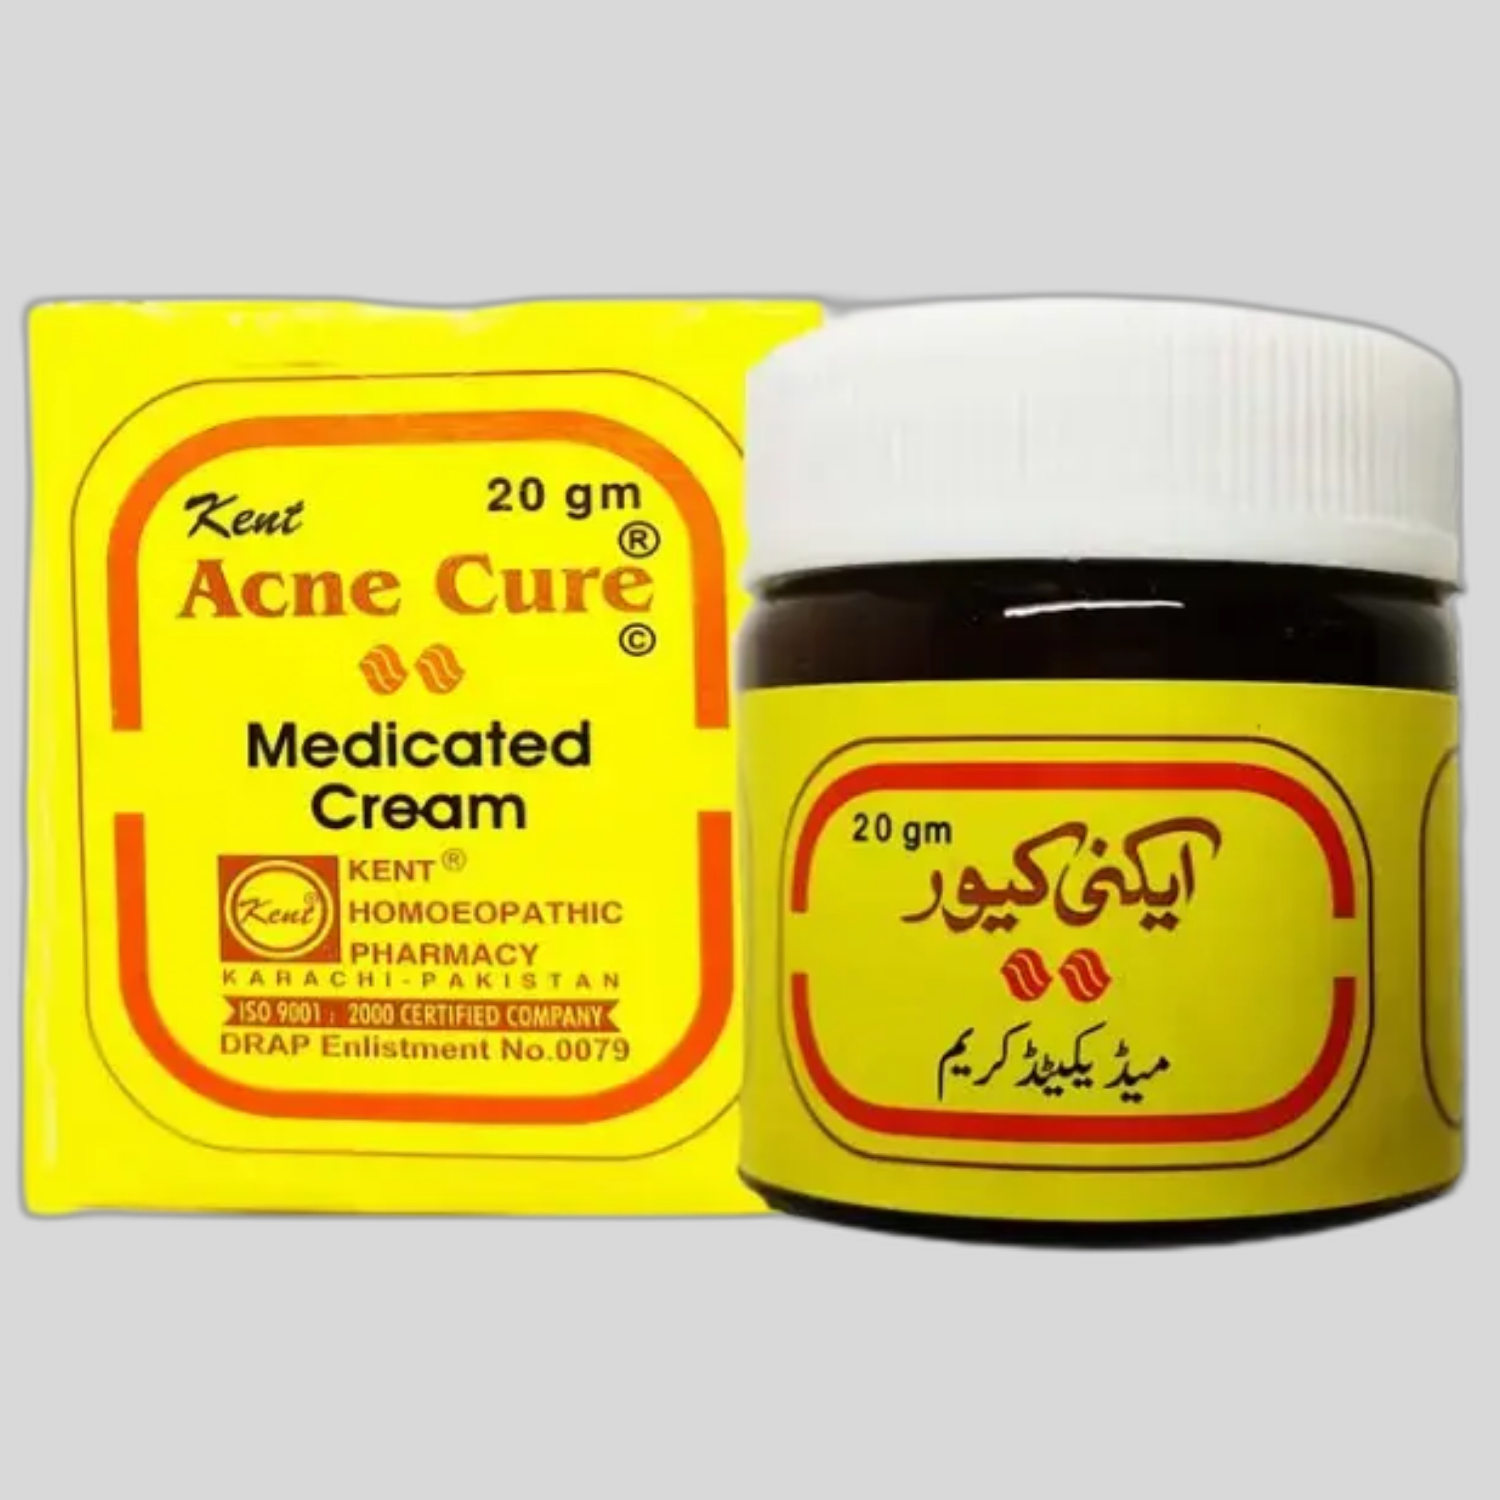 Kent
20 gm
Acne Cure®
©
Medicated
Cream
Kent®
KENT®
HOMOEOPATHIC
PHARMACY
KARACHI-PAKISTAN
ISO 9001 : 2000 CERTIFIED COMPANY
DRAP Enlistment No.0079
20 gm
ایکنی کیور
میڈیکیٹڈ کریم